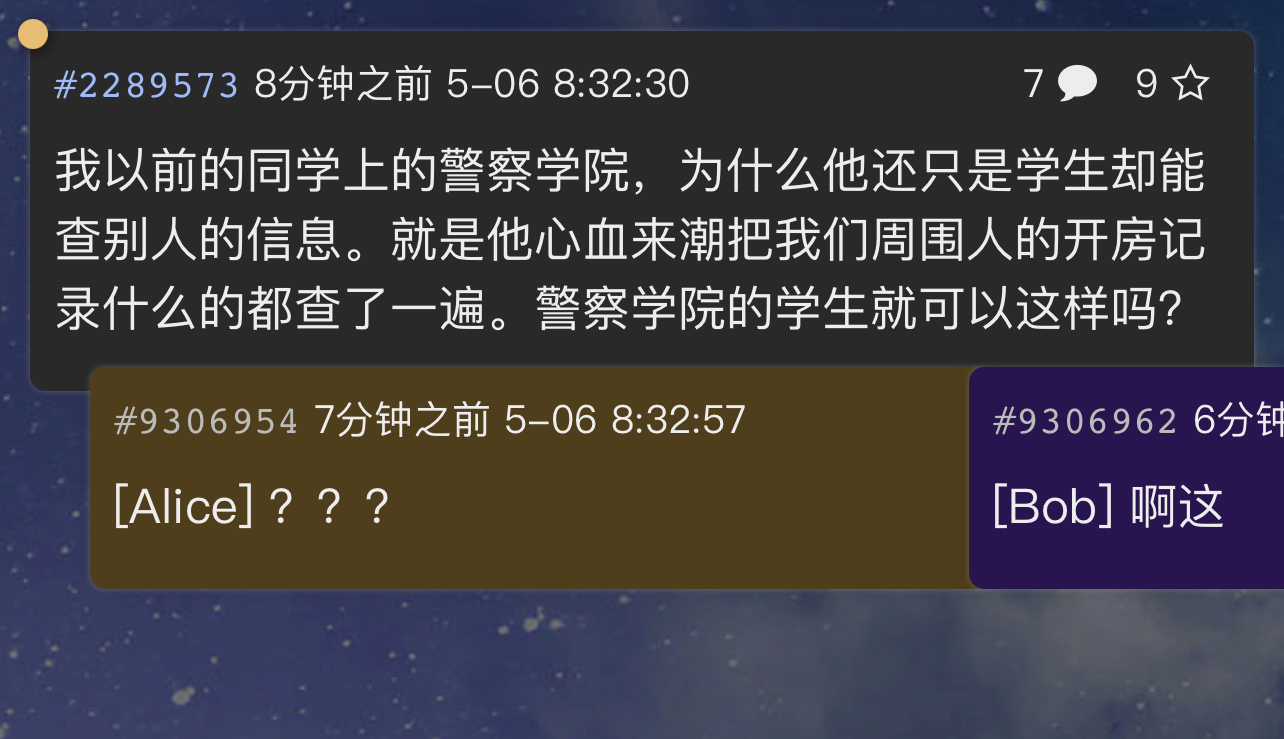 #2289573 8分钟之前 5-06 8:32:30 7 9
我以前的同学上的警察学院，为什么他还只是学生却能
查别人的信息。就是他心血来潮把我们周围人的开房记
录什么的都查了一遍。警察学院的学生就可以这样吗？
#9306954 7分钟之前 5-06 8:32:57
[Alice] ？？？
#9306962 6分钟
[Bob] 啊这